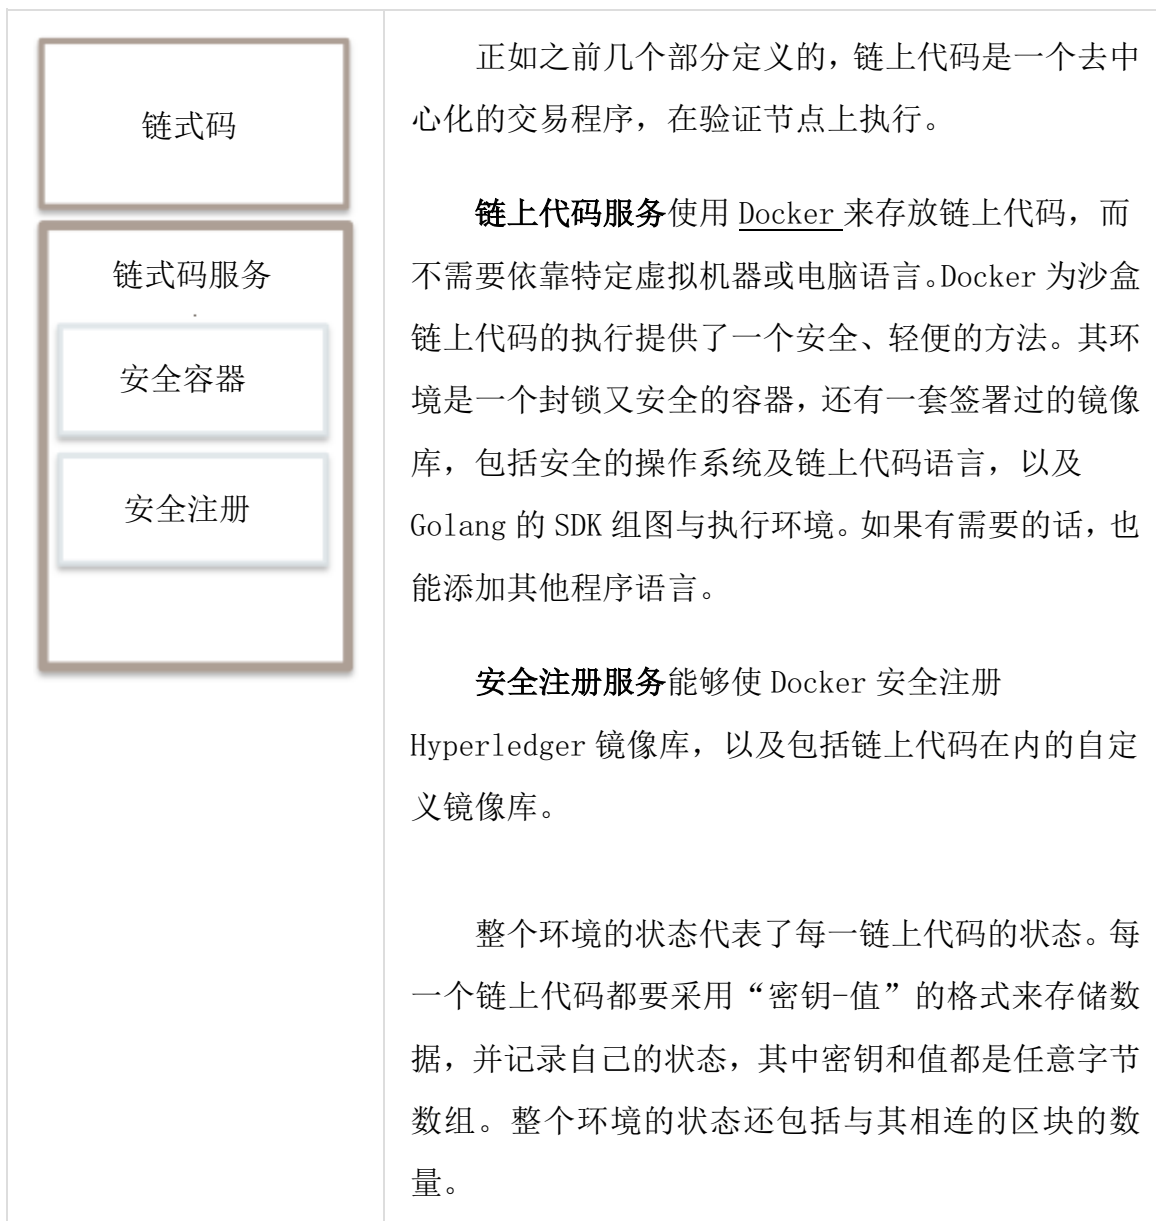 链式码
链式码服务
安全容器
安全注册
正如之前几个部分定义的，链上代码是一个去中
心化的交易程序，在验证节点上执行。
链上代码服务使用 Docker 来存放链上代码，而
不需要依靠特定虚拟机器或电脑语言。Docker 为沙盒
链上代码的执行提供了一个安全、轻便的方法。其环
境是一个封锁又安全的容器，还有一套签署过的镜像
库，包括安全的操作系统及链上代码语言，以及
Golang 的 SDK 组图与执行环境。如果有需要的话，也
能添加其他程序语言。
安全注册服务能够使 Docker 安全注册
Hyperledger 镜像库，以及包括链上代码在内的自定
义镜像库。
整个环境的状态代表了每一链上代码的状态。每
一个链上代码都要采用“密钥-值”的格式来存储数
据，并记录自己的状态，其中密钥和值都是任意字节
数组。整个环境的状态还包括与其相连的区块的数
量。